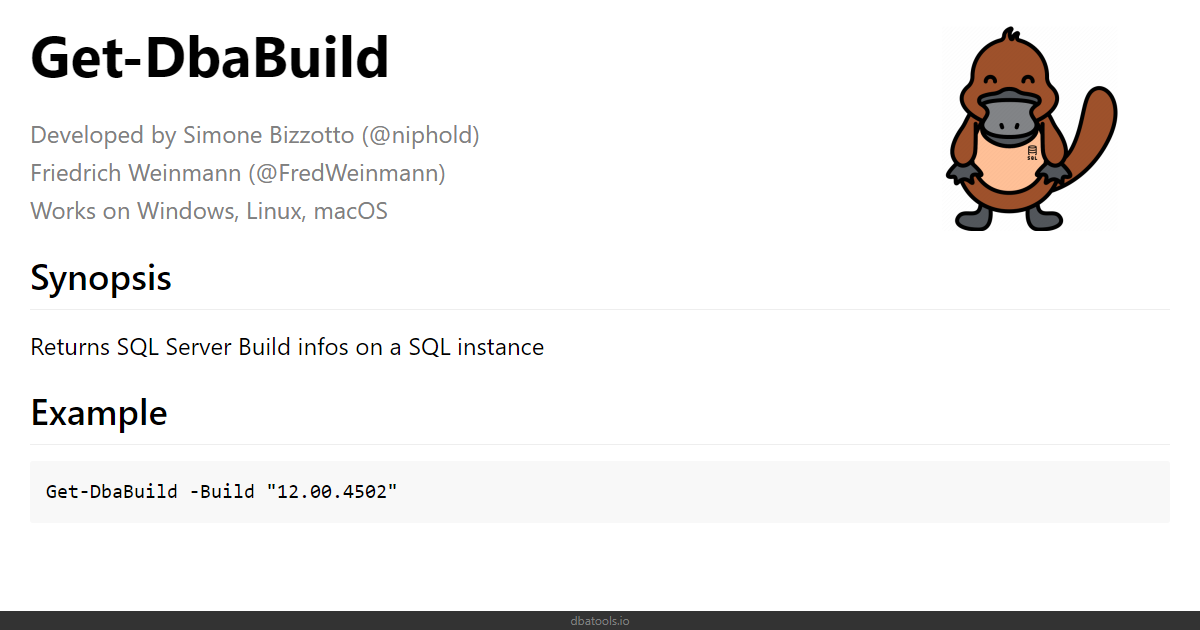 Get-DbaBuild
Developed by Simone Bizzotto (@niphold)
Friedrich Weinmann (@FredWeinmann)
Works on Windows, Linux, macOS
SQL
Synopsis
Returns SQL Server Build infos on a SQL instance
Example
Get-DbaBuild -Build "12.00.4502"
dbatools.io